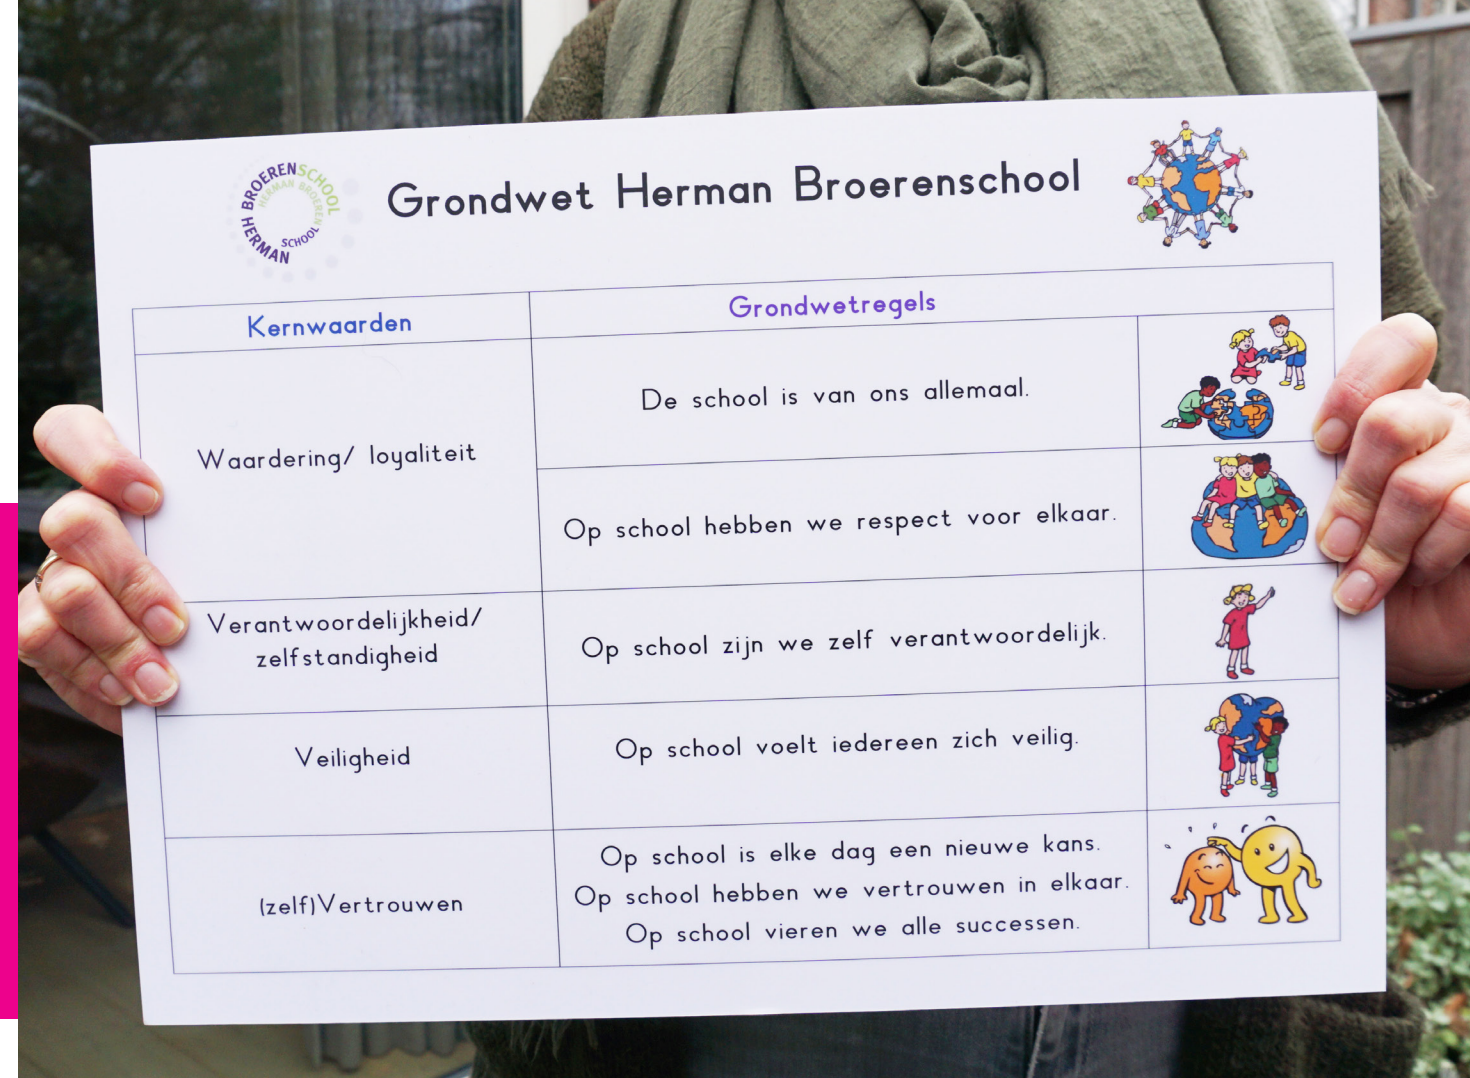 H BROERENSCHOOL
HERMAN BROEREN
HERMAN
SCHOOL
Grondwet Herman Broerenschool
Kernwaarden
Grondwetregels
Waardering/ loyaliteit
De school is van ons allemaal.
Op school hebben we respect voor elkaar.
Verantwoordelijkheid/
zelfstandigheid
Op school zijn we zelf verantwoordelijk.
Veiligheid
Op school voelt iedereen zich veilig.
(zelf)Vertrouwen
Op school is elke dag een nieuwe kans.
Op school hebben we vertrouwen in elkaar.
Op school vieren we alle successen.